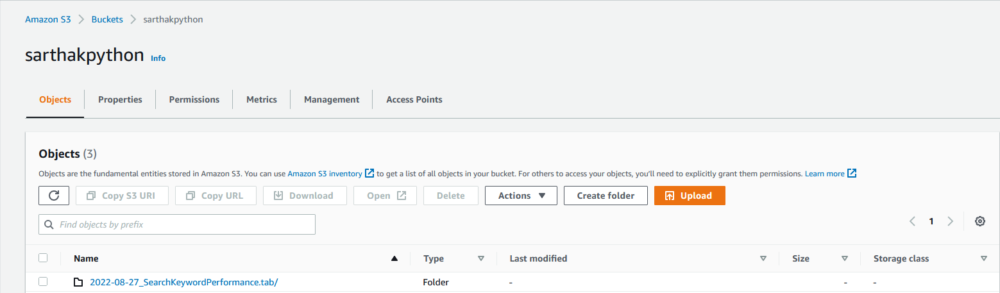 Amazon S3 > Buckets > sarthakpython
sarthakpython Info
Objects Properties Permissions Metrics Management Access Points
Objects (3)
Objects are the fundamental entities stored in Amazon S3. You can use Amazon S3 inventory to get a list of all objects in your bucket. For others to access your objects, you'll need to explicitly grant them permissions. Learn more
Copy S3 URI Copy URL Download Open Delete Actions Create folder Upload
Find objects by prefix
1
Name Type Last modified Size Storage class
2022-08-27_SearchKeywordPerformance.tab/ Folder - - -